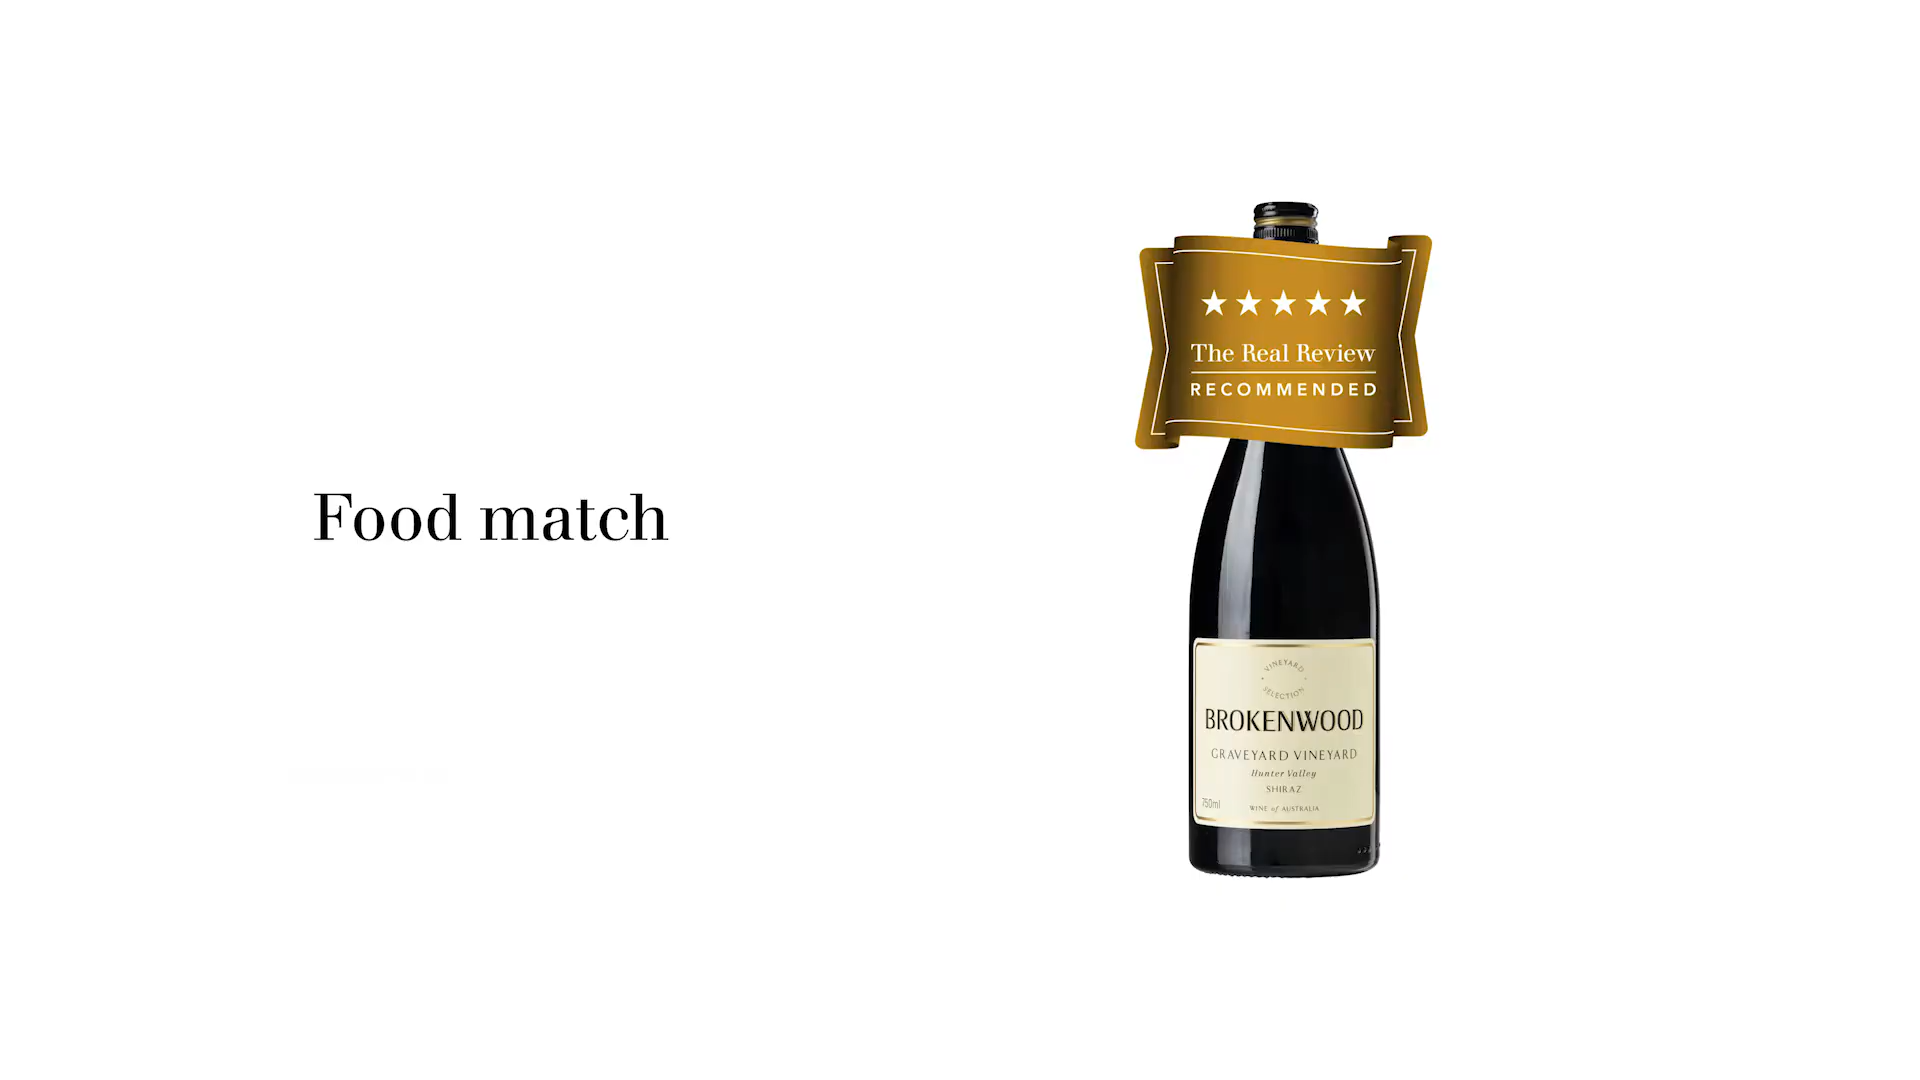 Food match
The Real Review
RECOMMENDED
VINEYARD
SELECTION
BROKENWOOD
GRAVEYARD VINEYARD
Hunter Valley
SHIRAZ
750ml
WINE of AUSTRALIA